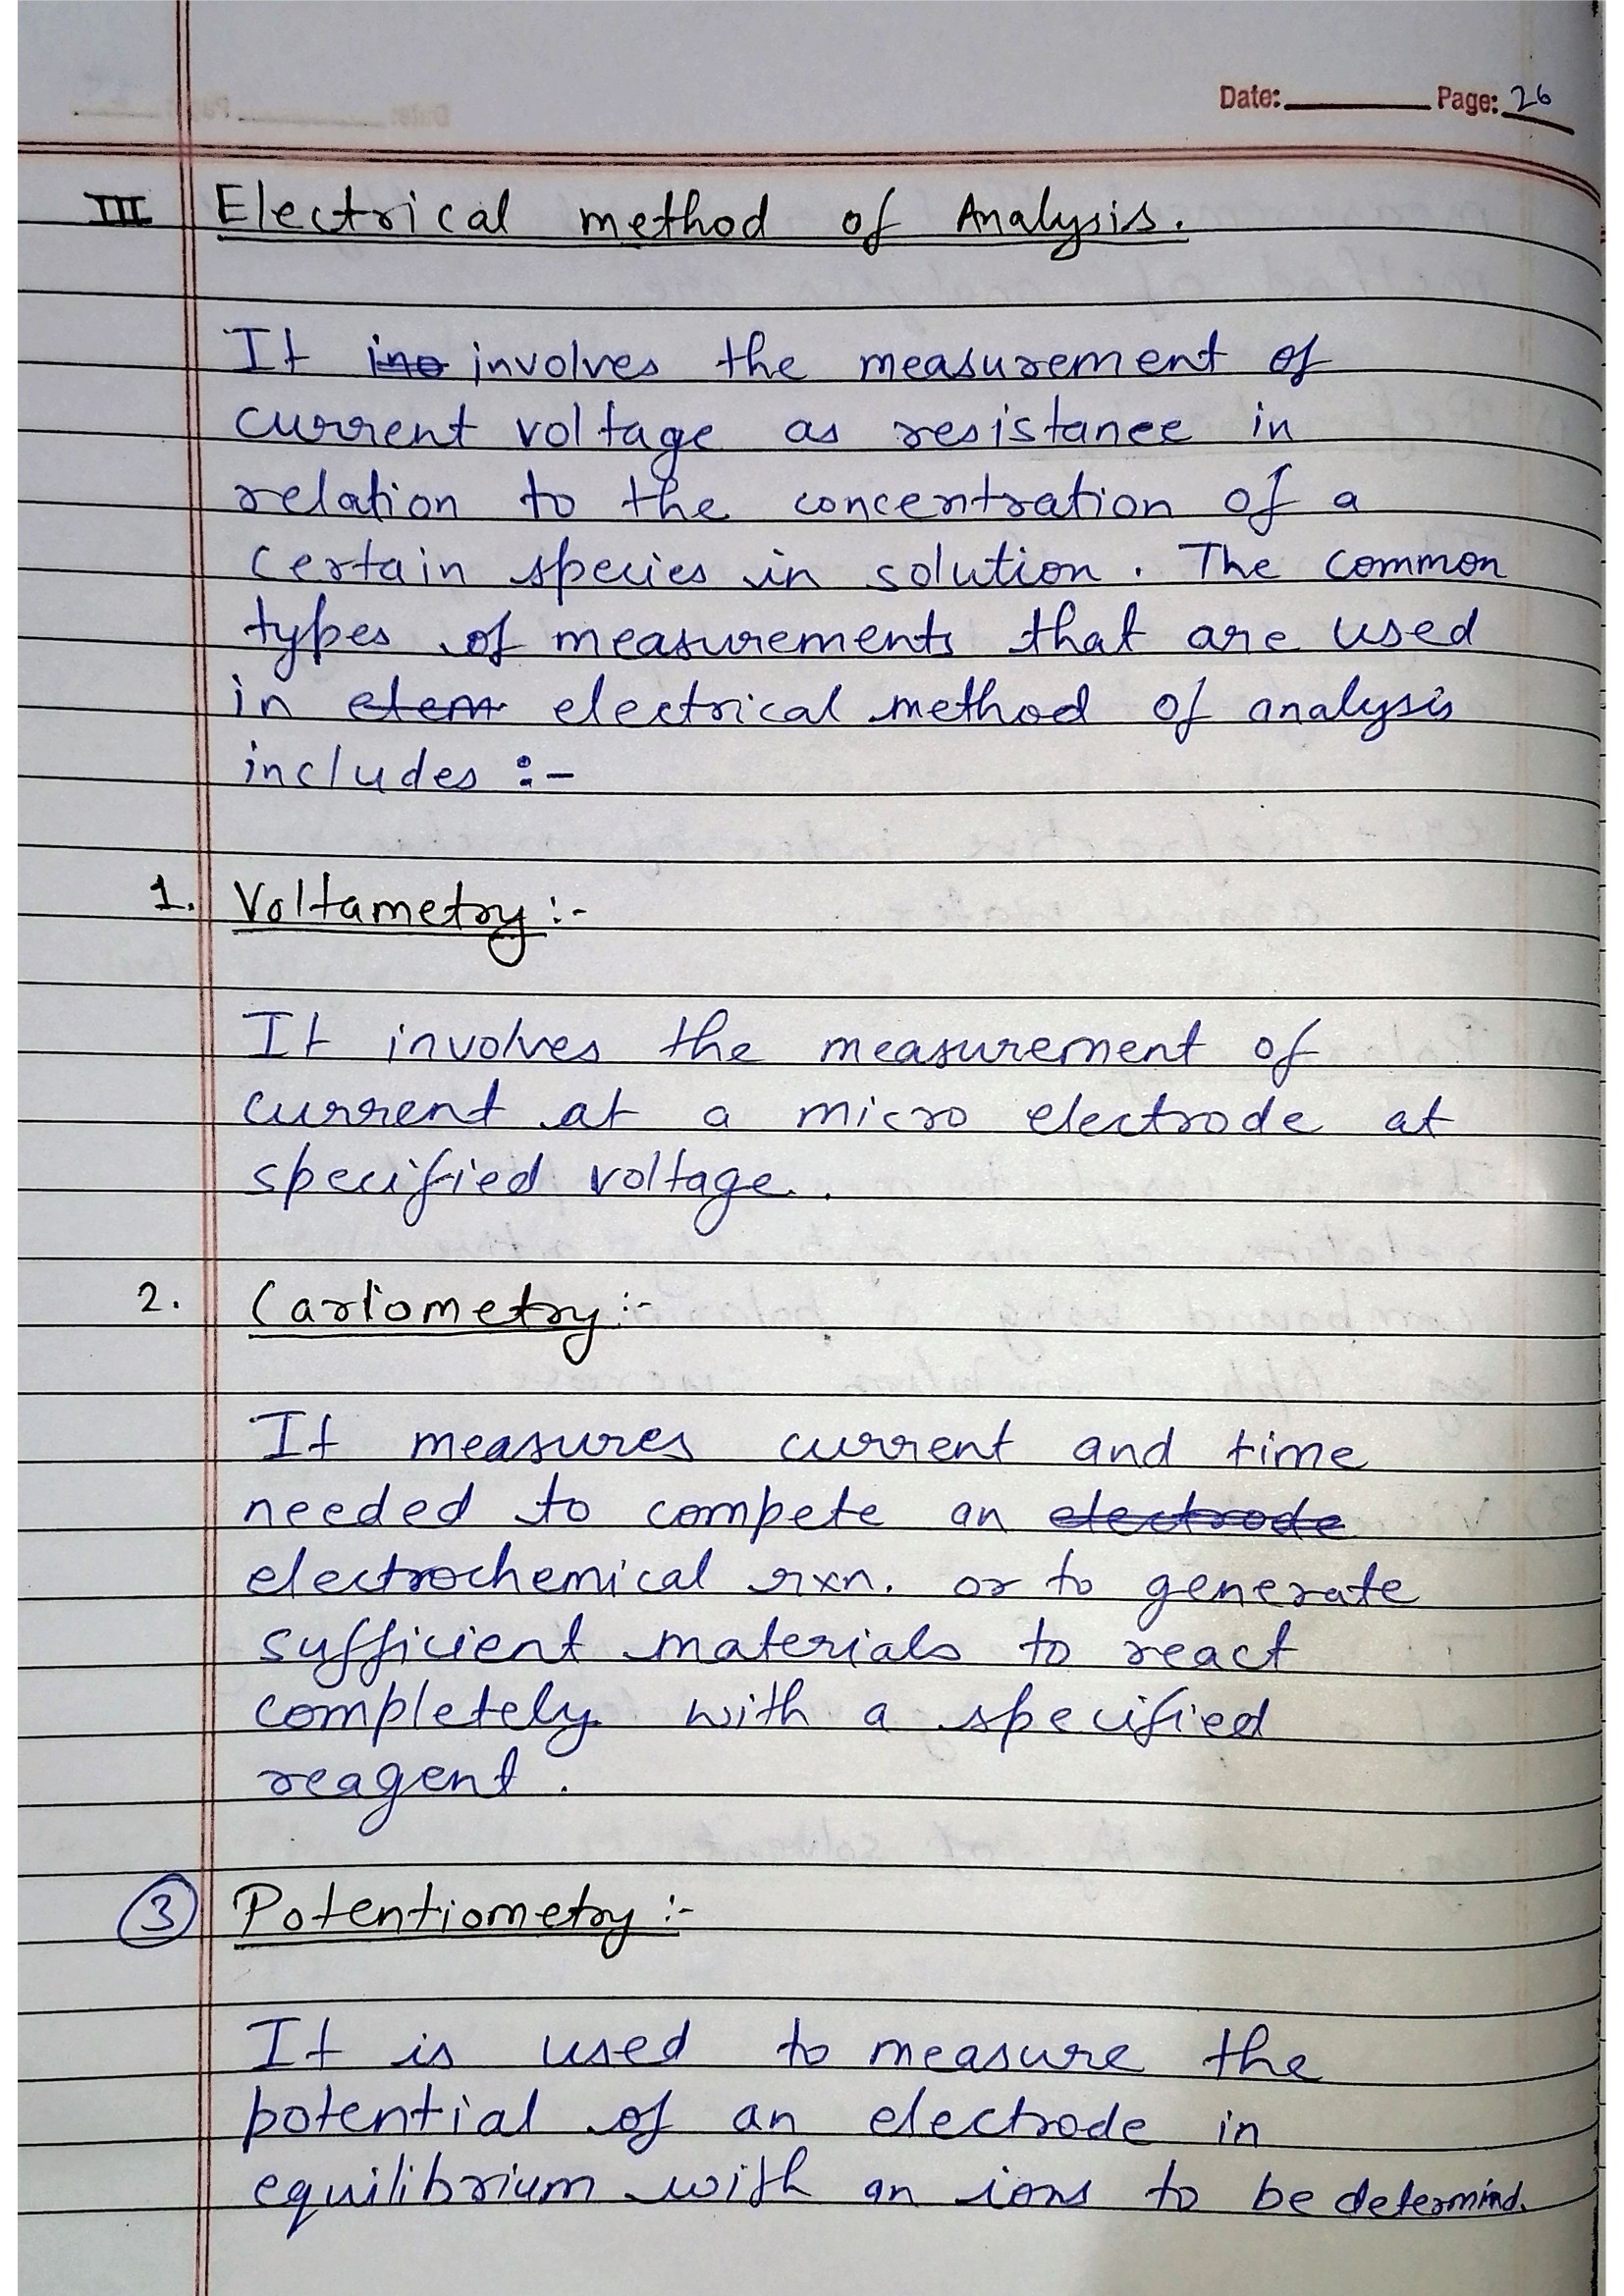 Date: Page: 26
III Electrical method of Analysis.
It ino involves the measurement of
current voltage as resistance in
relation to the concentration of a
certain species in solution. The common
types of measurements that are used
in elem electrical method of analysis
includes :-
1. Voltametry :-
It involves the measurement of
current at a micro electrode at
specified voltage.
2. Carlometry :-
It measures current and time
needed to compete an electrode
electrochemical rxn. or to generate
sufficient materials to react
completely with a specified
reagent.
3 Potentiometry :-
It is used to measure the
potential of an electrode in
equilibrium with an ions to be determind.